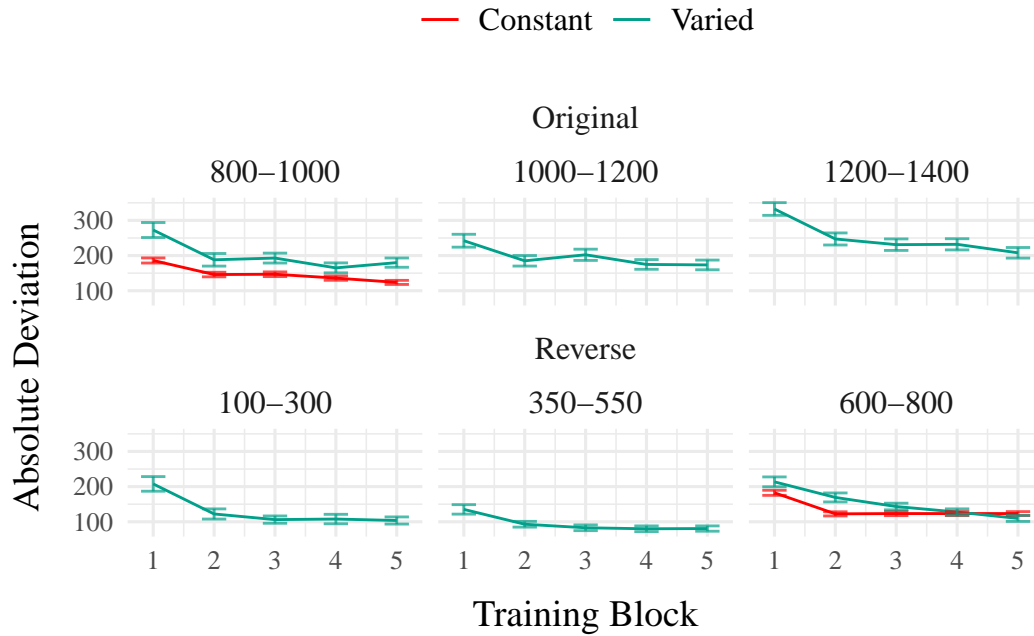 Constant Varied
Original
800–1000 1000–1200 1200–1400
300
200
100
Absolute Deviation
Reverse
100–300 350–550 600–800
300
200
100
1 2 3 4 5 1 2 3 4 5 1 2 3 4 5
Training Block